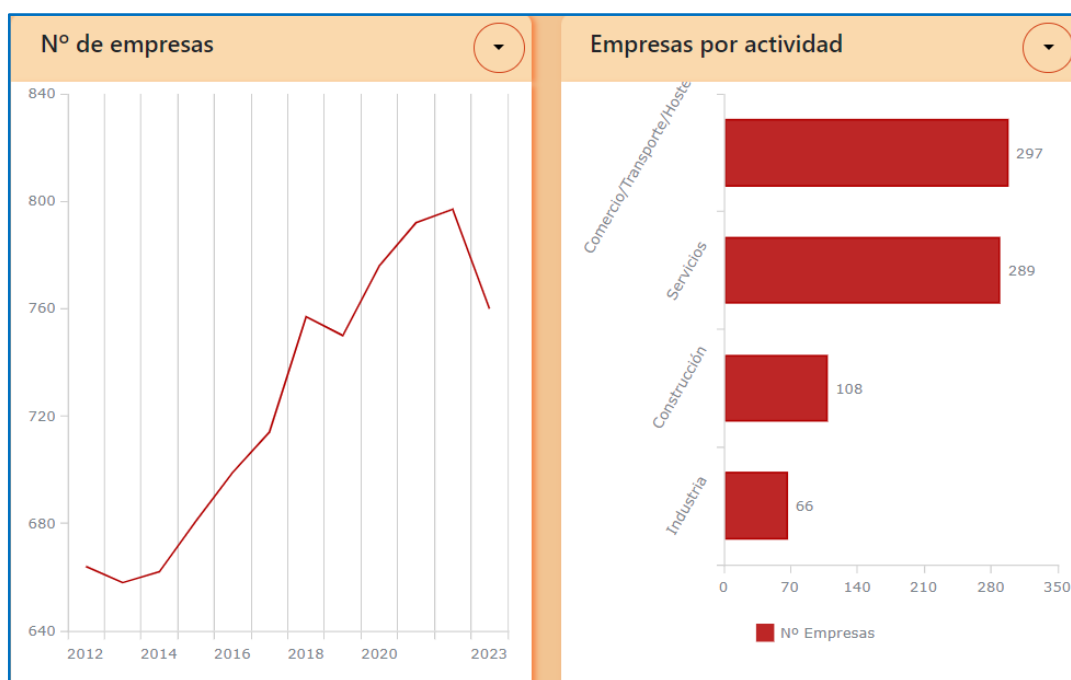 Nº de empresas
840
800
760
720
680
640
2012 2014 2016 2018 2020 2023
Empresas por actividad
Comercio/Transporte/Hoste
297
Servicios
289
Construcción
108
Industria
66
0 70 140 210 280 350
Nº Empresas